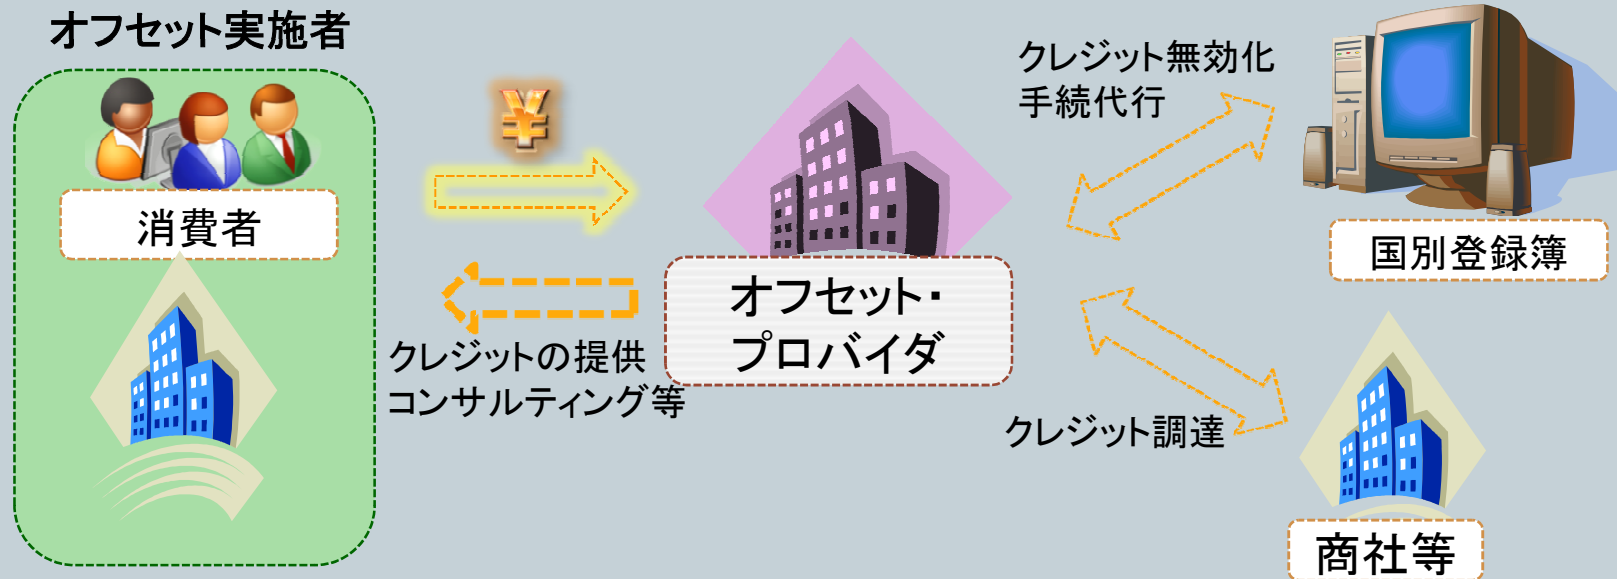 オフセット実施者
消費者
¥
クレジットの提供
コンサルティング等
オフセット・
プロバイダ
クレジット無効化
手続代行
国別登録簿
クレジット調達
商社等